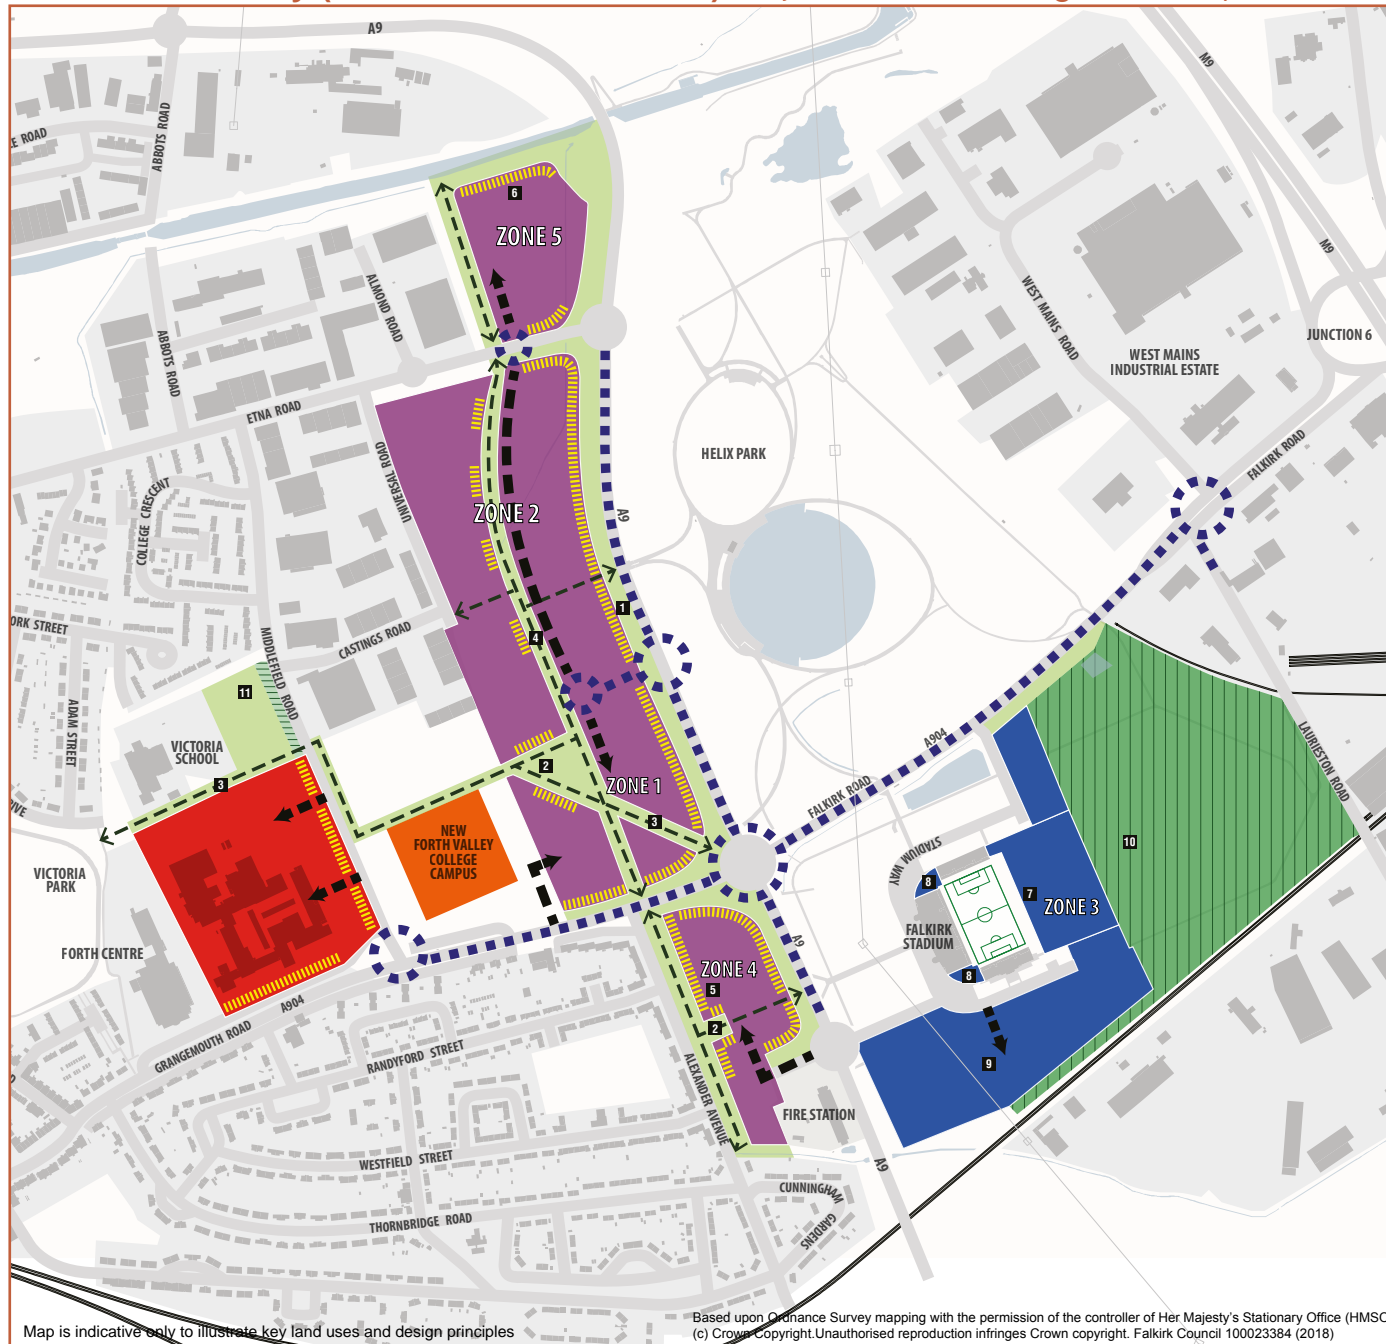 A9
M9
ABBOTS ROAD
E ROAD
6
ZONE 5
M9
ALMOND ROAD
WEST MAINS ROAD
JUNCTION 6
ABBOTS ROAD
WEST MAINS
INDUSTRIAL ESTATE
ETNA ROAD
UNIVERSAL ROAD
HELIX PARK
FALKIRK ROAD
COLLEGE CRESCENT
ZONE 2
A9
1
ORK STREET
4
CASTINGS ROAD
MIDDLEFIELD ROAD
11
ADAM STREET
VICTORIA
SCHOOL
A904
LAURIESTON ROAD
2
ZONE 1
3
FALKIRK ROAD
3
RIVE
NEW
FORTH VALLEY
COLLEGE
CAMPUS
STADIUM WAY
10
VICTORIA
PARK
8
7
ZONE 3
FALKIRK
STADIUM
FORTH CENTRE
A9
ZONE 4
8
5
A904
2
GRANGEMOUTH ROAD
RANDYFORD STREET
9
ALEXANDER AVENUE
FIRE STATION
WESTFIELD STREET
A9
CUNNINGHAM
GARDENS
THORNBRIDGE ROAD
Based upon Ordnance Survey mapping with the permission of the controller of Her Majesty's Stationary Office (HMSO
Map is indicative only to illustrate key land uses and design principles
(c) Crown Copyright.Unauthorised reproduction infringes Crown copyright. Falkirk Council 100023384 (2012)